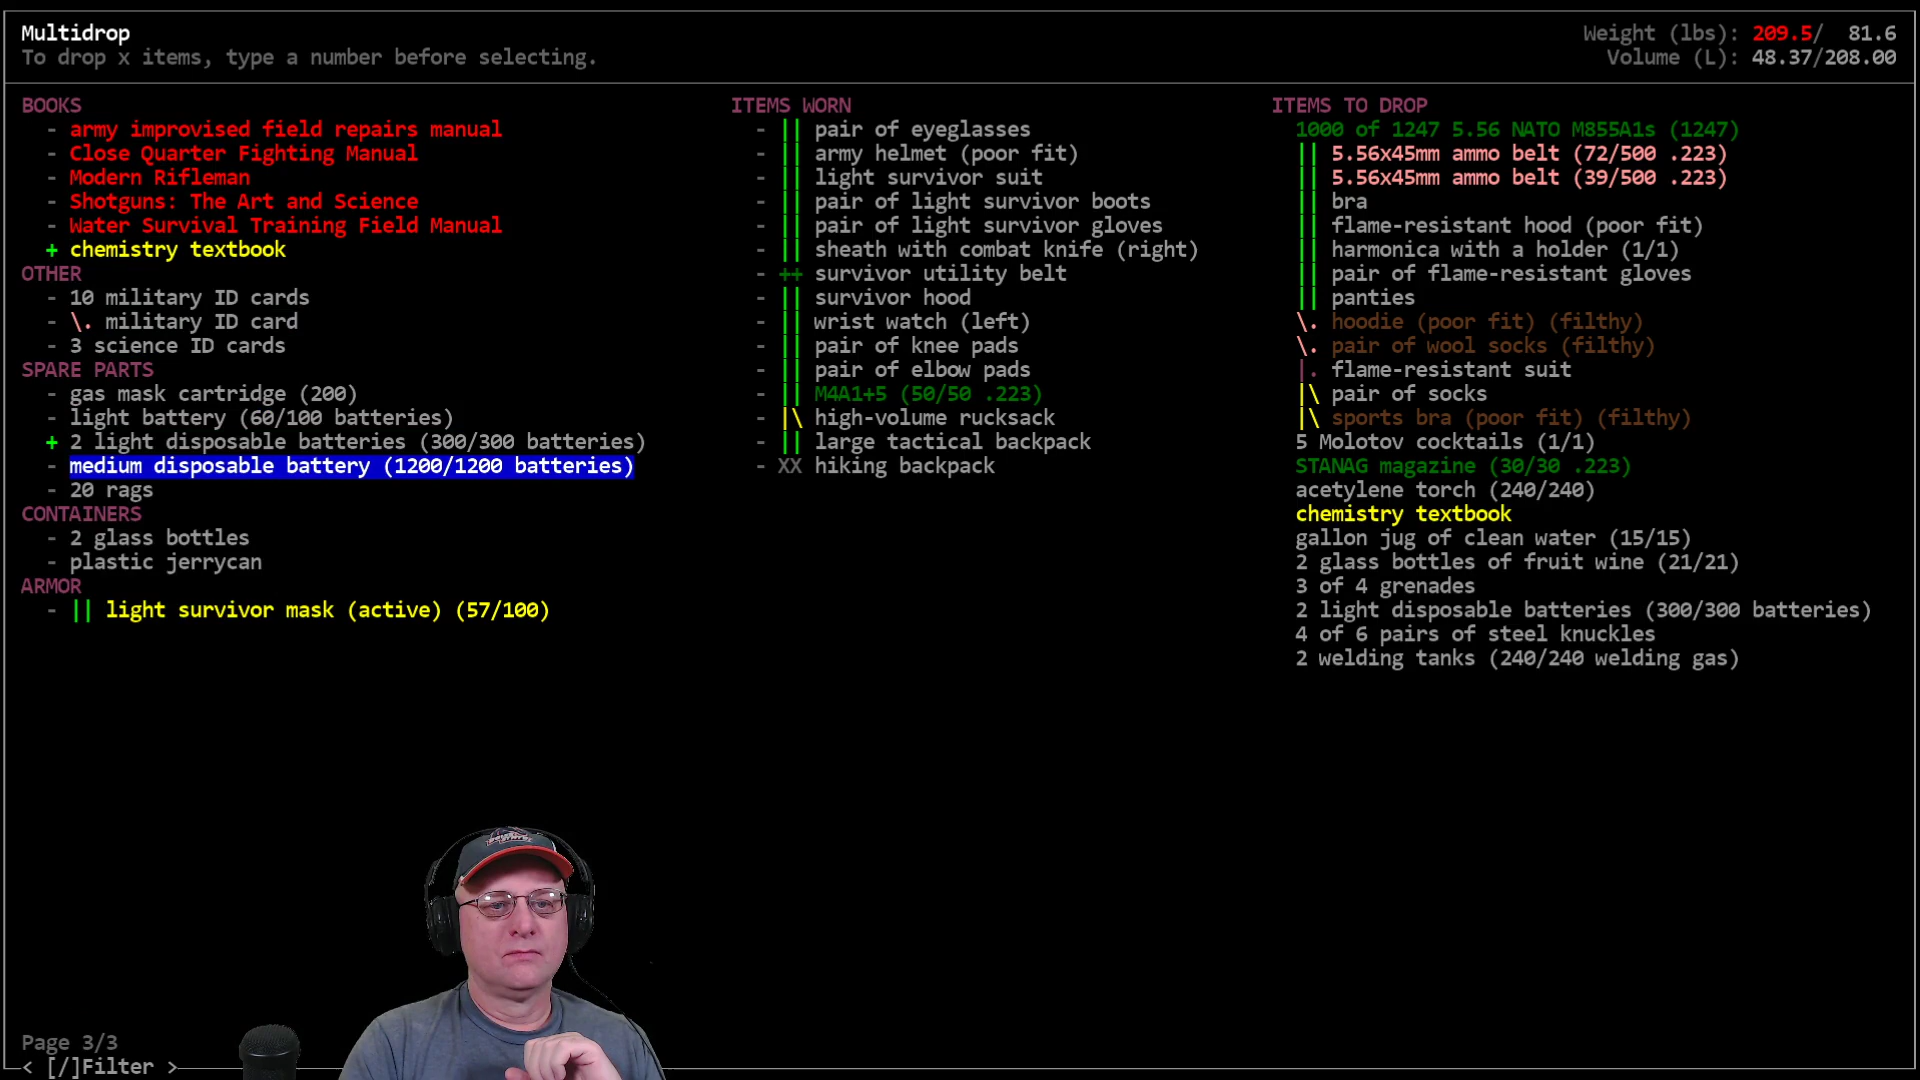 Multidrop
To drop x items, type a number before selecting.
Weight (lbs): 209.5/ 81.6
Volume (L): 48.37/208.00
BOOKS
- army improvised field repairs manual
- Close Quarter Fighting Manual
- Modern Rifleman
- Shotguns: The Art and Science
- Water Survival Training Field Manual
+ chemistry textbook
OTHER
- 10 military ID cards
- \. military ID card
- 3 science ID cards
SPARE PARTS
- gas mask cartridge (200)
- light battery (60/100 batteries)
+ 2 light disposable batteries (300/300 batteries)
- medium disposable battery (1200/1200 batteries)
- 20 rags
CONTAINERS
- 2 glass bottles
- plastic jerrycan
ARMOR
- || light survivor mask (active) (57/100)
ITEMS WORN
- || pair of eyeglasses
- || army helmet (poor fit)
- || light survivor suit
- || pair of light survivor boots
- || pair of light survivor gloves
- || sheath with combat knife (right)
- ++ survivor utility belt
- || survivor hood
- || wrist watch (left)
- || pair of knee pads
- || pair of elbow pads
- || M4A1+5 (50/50 .223)
- |\ high-volume rucksack
- || large tactical backpack
- XX hiking backpack
ITEMS TO DROP
1000 of 1247 5.56 NATO M855A1s (1247)
|| 5.56x45mm ammo belt (72/500 .223)
|| 5.56x45mm ammo belt (39/500 .223)
|| bra
|| flame-resistant hood (poor fit)
|| harmonica with a holder (1/1)
|| pair of flame-resistant gloves
|| panties
\. hoodie (poor fit) (filthy)
\. pair of wool socks (filthy)
|. flame-resistant suit
|\ pair of socks
|\ sports bra (poor fit) (filthy)
5 Molotov cocktails (1/1)
STANAG magazine (30/30 .223)
acetylene torch (240/240)
chemistry textbook
gallon jug of clean water (15/15)
2 glass bottles of fruit wine (21/21)
3 of 4 grenades
2 light disposable batteries (300/300 batteries)
4 of 6 pairs of steel knuckles
2 welding tanks (240/240 welding gas)
Page 3/3
< [/]Filter >